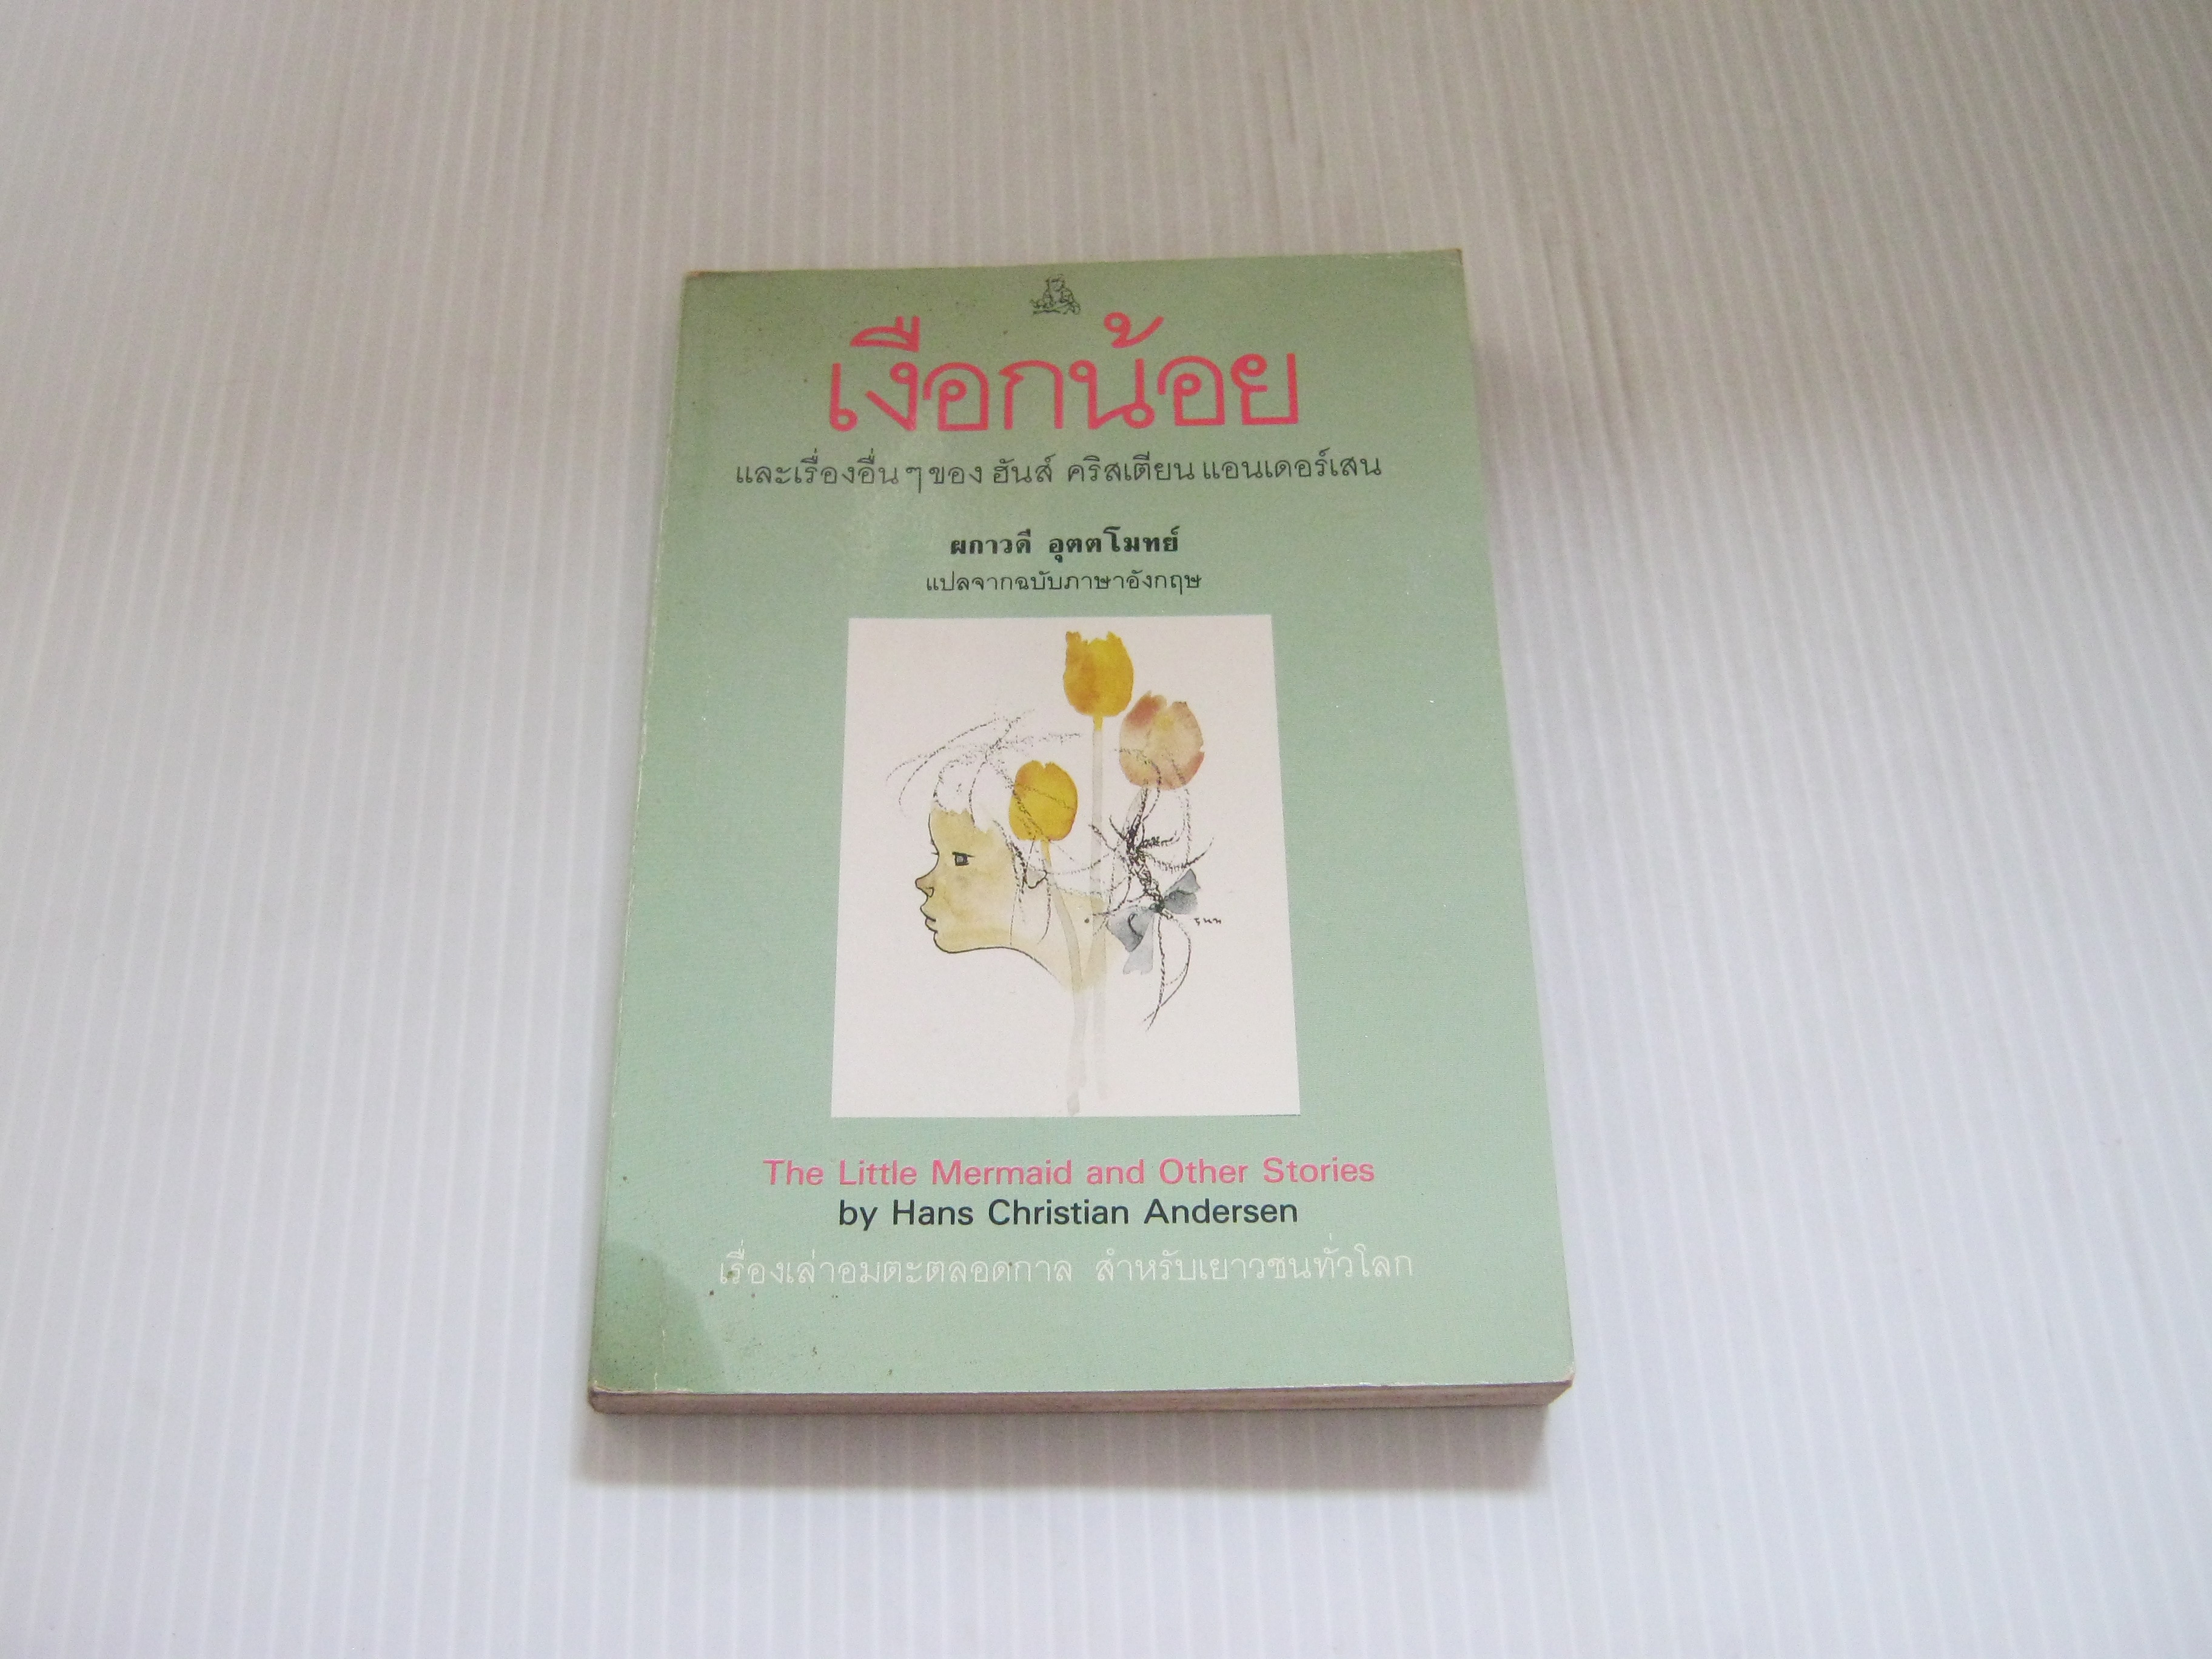 เงือกน้อย
และเรื่องอื่น ๆ ของ ฮันส์ คริสเตียน แอนเดอร์เสน
ผกาวดี อุตตโมทย์
แปลจากฉบับภาษาอังกฤษ
The Little Mermaid and Other Stories
by Hans Christian Andersen
เรื่องเล่าอมตะตลอดกาล สำหรับเยาวชนทั่วโลก